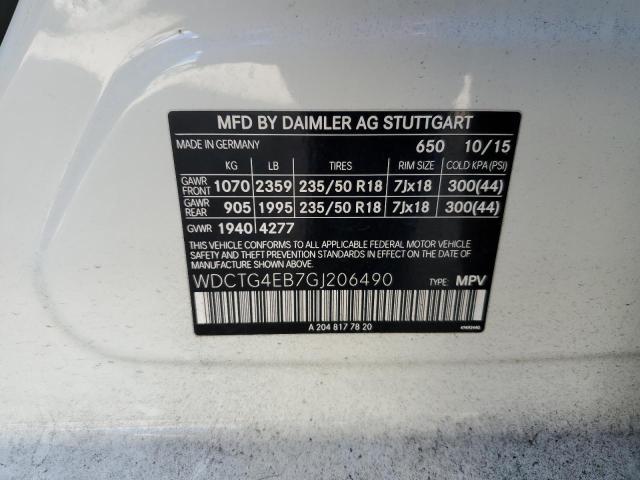 MFD BY DAIMLER AG STUTTGART
MADE IN GERMANY 650 10/15
KG LB TIRES RIM SIZE COLD KPA (PSI)
GAWR FRONT 1070 2359 235/50 R18 7Jx18 300(44)
GAWR REAR 905 1995 235/50 R18 7Jx18 300(44)
GVWR 1940 4277
THIS VEHICLE CONFORMS TO ALL APPLICABLE FEDERAL MOTOR VEHICLE
SAFETY AND THEFT PREVENTION STANDARDS IN EFFECT ON THE DATE
OF MANUFACTURE SHOWN ABOVE.
WDCTG4EB7GJ206490 TYPE: MPV
A 204 817 78 20